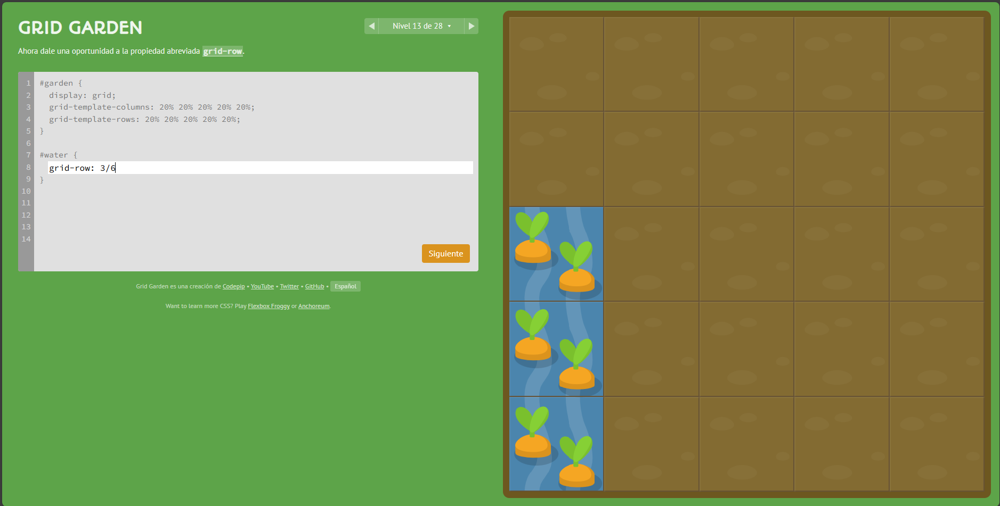 GRID GARDEN
◀ Nivel 13 de 28 ▾ ▶
Ahora dale una oportunidad a la propiedad abreviada grid-row.
1 #garden {
2   display: grid;
3   grid-template-columns: 20% 20% 20% 20% 20%;
4   grid-template-rows: 20% 20% 20% 20% 20%;
5 }
6
7 #water {
8   grid-row: 3/6
9 }
10
11
12
13
14
Siguiente
Grid Garden es una creación de Codepip • YouTube • Twitter • GitHub • Español
Want to learn more CSS? Play Flexbox Froggy or Anchoreum.